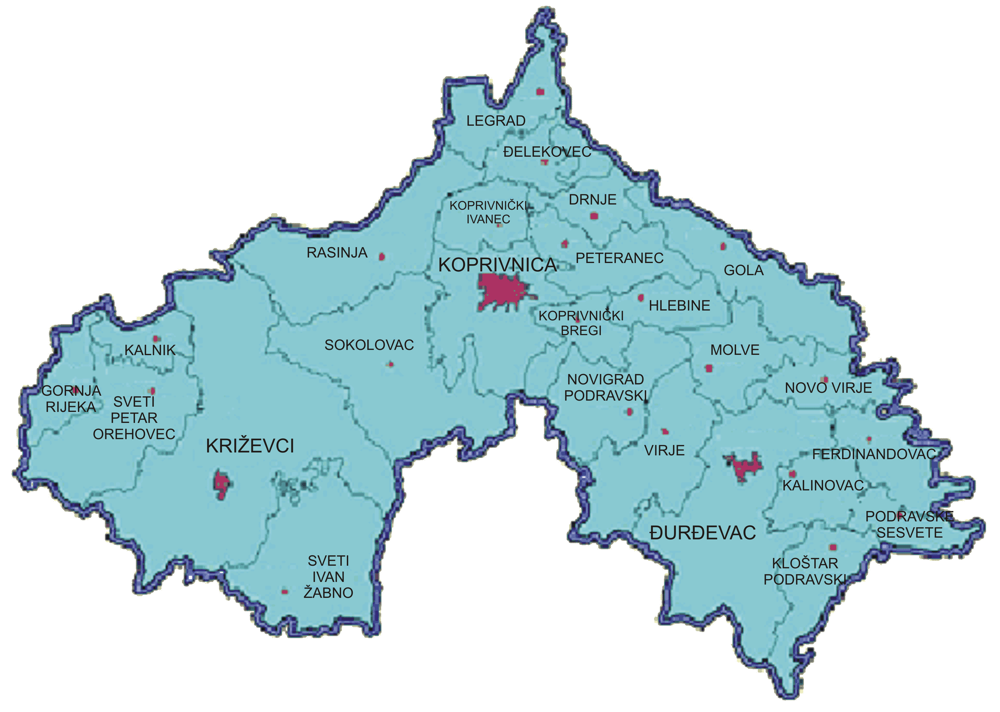 LEGRAD
ĐELEKOVEC
DRNJE
KOPRIVNIČKI
IVANEC
RASINJA
KOPRIVNICA
PETERANEC
GOLA
HLEBINE
KOPRIVNIČKI
BREGI
SOKOLOVAC
KALNIK
MOLVE
NOVIGRAD
PODRAVSKI
NOVO VIRJE
GORNJA
RIJEKA
SVETI
PETAR
OREHOVEC
KRIŽEVCI
VIRJE
FERDINANDOVAC
KALINOVAC
PODRAVSKE
SESVETE
ĐURĐEVAC
SVETI
IVAN
ŽABNO
KLOŠTAR
PODRAVSKI